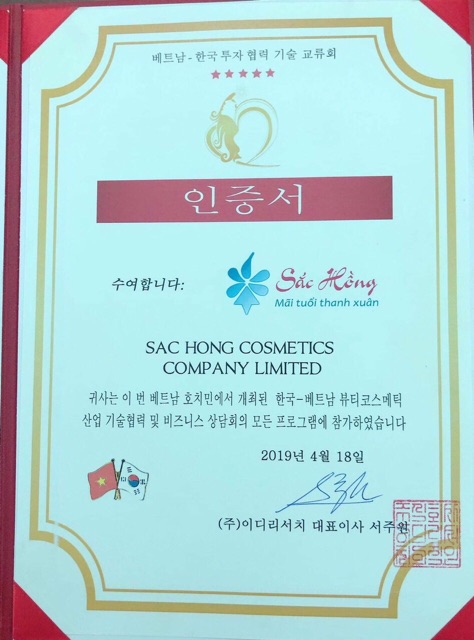 베트남 - 한국 투자 협력 기술 교류회
인증서
수여합니다:
Sắc Hồng
Mãi tuổi thanh xuân
SAC HONG COSMETICS
COMPANY LIMITED
귀사는 이 번 베트남 호치민에서 개최된 한국-베트남 뷰티코스메틱
산업 기술협력 및 비즈니스 상담회의 모든 프로그램에 참가하였습니다
2019년 4월 18일
(주)이디리서치 대표이사 서주원